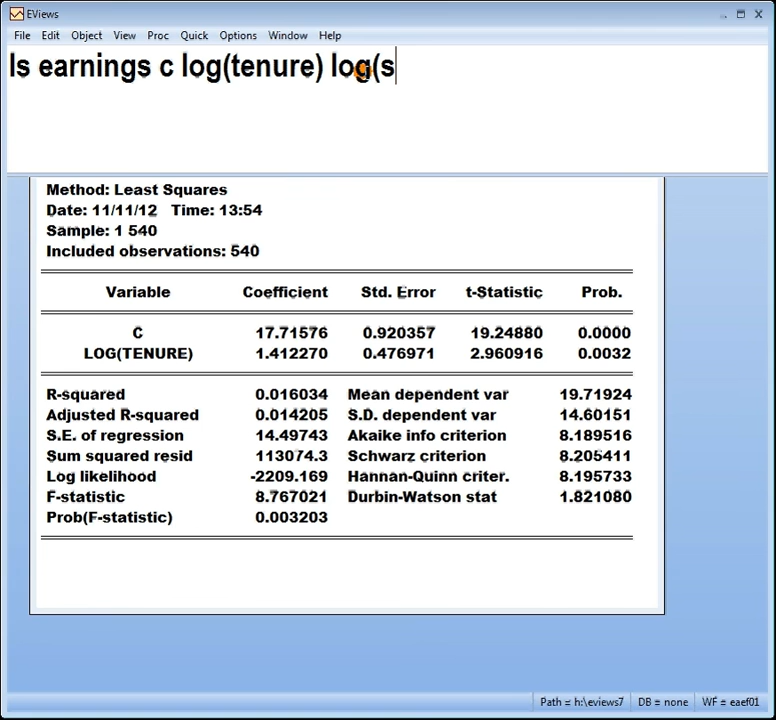 EViews
File Edit Object View Proc Quick Options Window Help
ls earnings c log(tenure) log(s
Method: Least Squares
Date: 11/11/12 Time: 13:54
Sample: 1 540
Included observations: 540
Variable Coefficient Std. Error t-Statistic Prob.
C 17.71576 0.920357 19.24880 0.0000
LOG(TENURE) 1.412270 0.476971 2.960916 0.0032
R-squared 0.016034 Mean dependent var 19.71924
Adjusted R-squared 0.014205 S.D. dependent var 14.60151
S.E. of regression 14.49743 Akaike info criterion 8.189516
Sum squared resid 113074.3 Schwarz criterion 8.205411
Log likelihood -2209.169 Hannan-Quinn criter. 8.195733
F-statistic 8.767021 Durbin-Watson stat 1.821080
Prob(F-statistic) 0.003203
Path = h:\eviews7 DB = none WF = eaef01